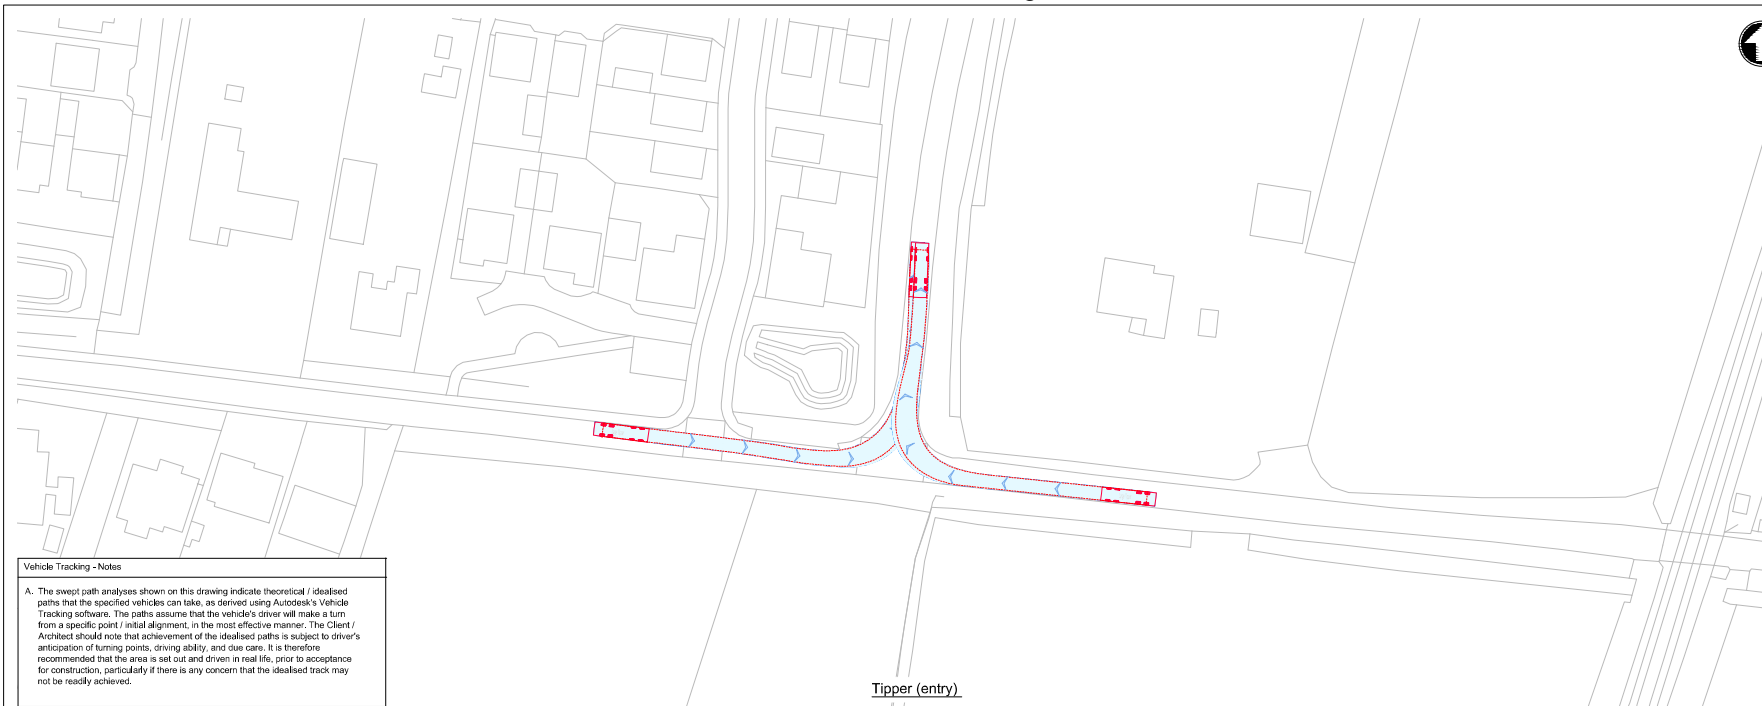 Vehicle Tracking - Notes
A. The swept path analyses shown on this drawing indicate theoretical / idealised
paths that the specified vehicles can take, as derived using Autodesk's Vehicle
Tracking software. The paths assume that the vehicle's driver will make a turn
from a specific point / initial alignment, in the most effective manner. The Client /
Architect should note that achievement of the idealised paths is subject to driver's
anticipation of turning points, driving ability, and due care. It is therefore
recommended that the area is set out and driven in real life, prior to acceptance
for construction, particularly if there is any concern that the idealised track may
not be readily achieved.
Tipper (entry)